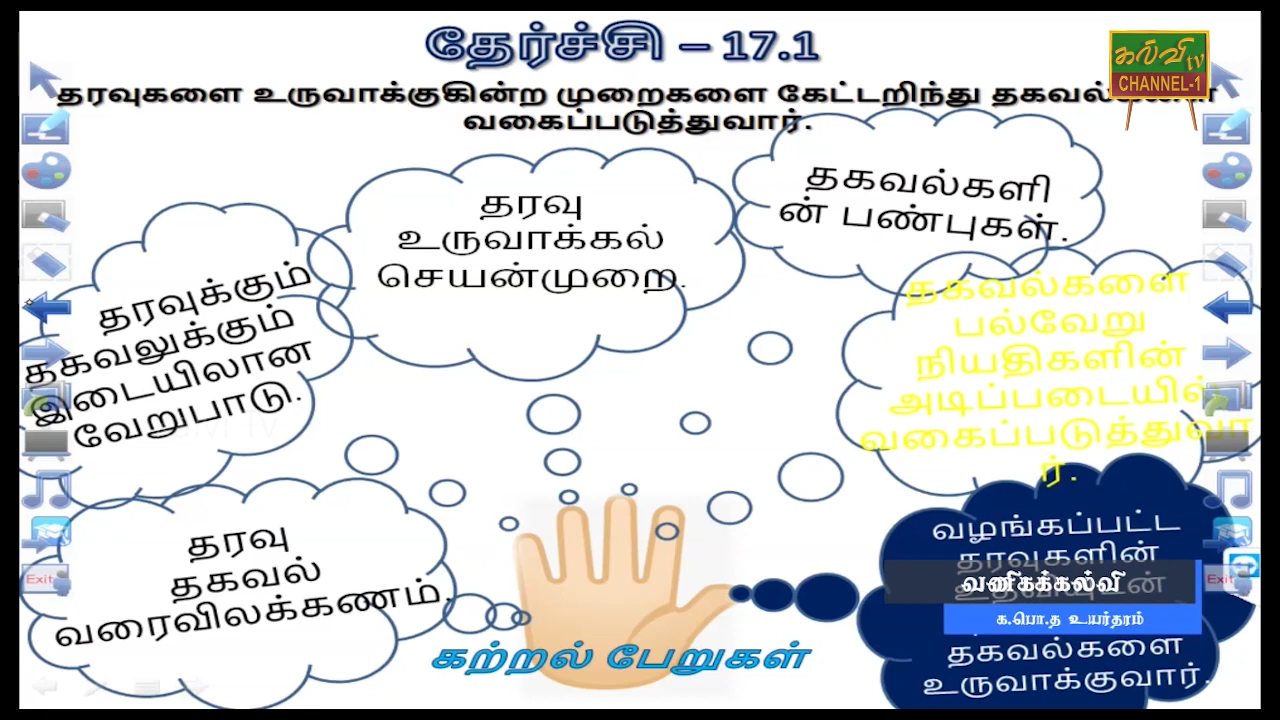 தேர்ச்சி – 17.1
தரவுகளை உருவாக்குகின்ற முறைகளை கேட்டறிந்து
வகைப்படுத்துவார்.
கல்வி tv
CHANNEL-1
தரவு
உருவாக்கல்
செயன்முறை.
தகவல்களி
ன் பண்புகள்.
தரவுக்கும்
தகவலுக்கும்
இடையிலான
வேறுபாடு.
தகவல்களை
பல்வேறு
நியதிகளின்
அடிப்படையில்
வகைப்படுத்துவா
ர்.
தரவு
தகவல்
வரைவிலக்கணம்.
வழங்கப்பட்ட
தரவுகளின்
தகவல்களை
உருவாக்குவார்.
வணிகக்கல்வி
க.பொ.த உயர்தரம்
கற்றல் பேறுகள்
Exit
Exit